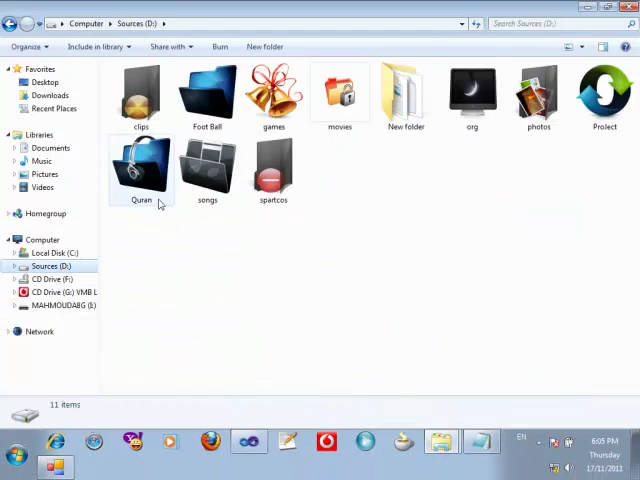 Computer Sources (D:)
Search Sources (D:)
Organize Include in library Share with Burn New folder
Favorites
Desktop
Downloads
Recent Places
Libraries
Documents
Music
Pictures
Videos
Homegroup
Computer
Local Disk (C:)
Sources (D:)
CD Drive (F:)
CD Drive (G:) VMB L
MAHMOUDA8G (I:)
Network
clips
Foot Ball
games
movies
New folder
org
photos
ProJect
Quran
songs
spartcos
11 items
EN
6:05 PM
Thursday
17/11/2011